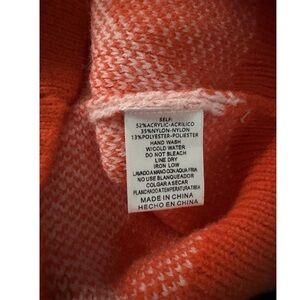 SELF:
52%ACRYLIC-ACRILICO
35%NYLON-NYLON
13%POLYESTER-POLIESTER
HAND WASH
W/COLD WATER
DO NOT BLEACH
LINE DRY
IRON LOW
LAVADO A MANO CON AQUA FRIA
NO USE BLANQUEADOR
COLGAR A SECAR
PLANCHADO A TEMPERATURA FRIEA
MADE IN CHINA
HECHO EN CHINA